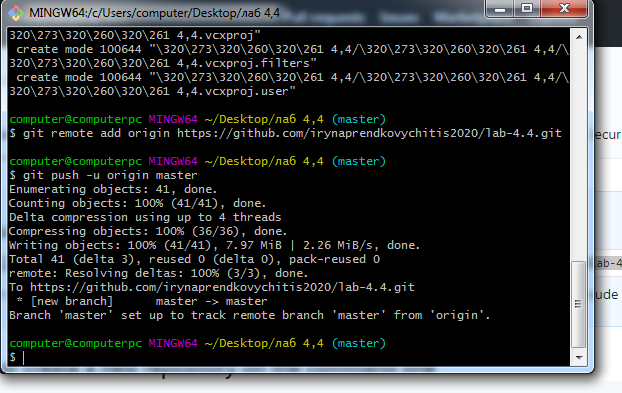 MINGW64:/c/Users/computer/Desktop/лаб 4,4
320\273\320\260\320\261 4,4.vcxproj"
create mode 100644 "\320\273\320\260\320\261 4,4/\320\273\320\260\320\261 4,4/\
320\273\320\260\320\261 4,4.vcxproj.filters"
create mode 100644 "\320\273\320\260\320\261 4,4/\320\273\320\260\320\261 4,4/\
320\273\320\260\320\261 4,4.vcxproj.user"
computer@computerpc MINGW64 ~/Desktop/лаб 4,4 (master)
$ git remote add origin https://github.com/irynaprendkovychitis2020/lab-4.4.git
computer@computerpc MINGW64 ~/Desktop/лаб 4,4 (master)
$ git push -u origin master
Enumerating objects: 41, done.
Counting objects: 100% (41/41), done.
Delta compression using up to 4 threads
Compressing objects: 100% (36/36), done.
Writing objects: 100% (41/41), 7.97 MiB | 2.26 MiB/s, done.
Total 41 (delta 3), reused 0 (delta 0), pack-reused 0
remote: Resolving deltas: 100% (3/3), done.
To https://github.com/irynaprendkovychitis2020/lab-4.4.git
* [new branch] master -> master
Branch 'master' set up to track remote branch 'master' from 'origin'.
computer@computerpc MINGW64 ~/Desktop/лаб 4,4 (master)
$